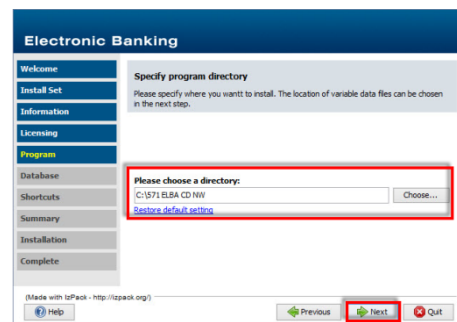 Electronic Banking
Welcome
Install Set
Information
Licensing
Program
Database
Shortcuts
Summary
Installation
Complete
Specify program directory
Please specify where you wantt to install. The location of variable data files can be chosen
in the next step.
Please choose a directory:
C:\571 ELBA CD NW
Choose...
Restore default setting
(Made with IzPack - http://izpack.org/)
Help
Previous
Next
Quit